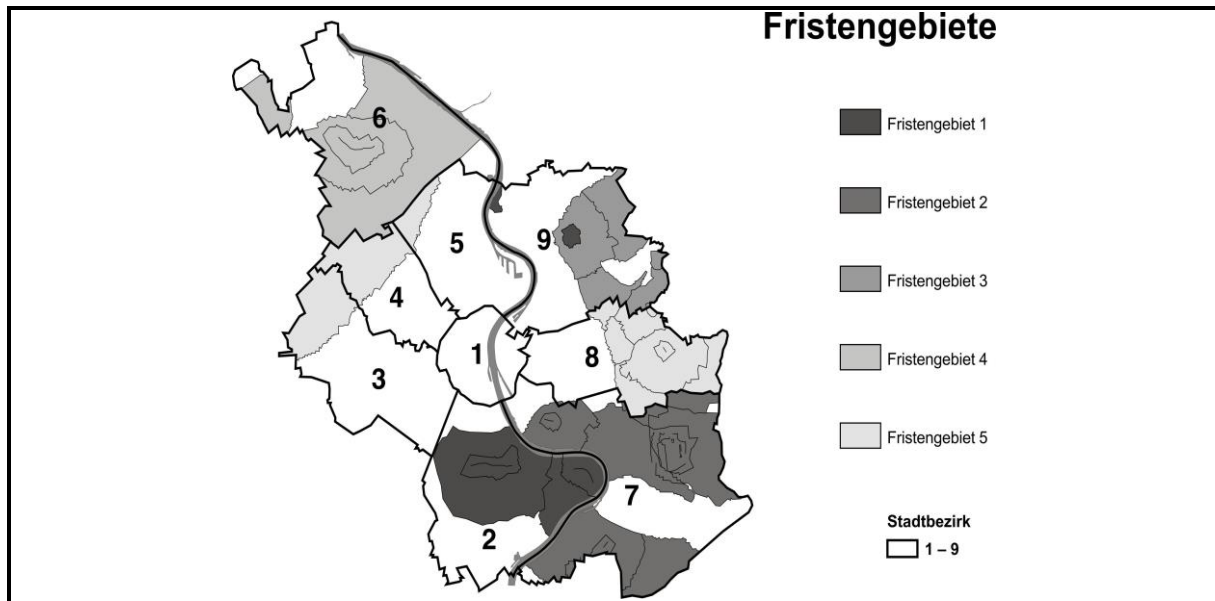 Fristengebiete
Fristengebiet 1
Fristengebiet 2
Fristengebiet 3
Fristengebiet 4
Fristengebiet 5
Stadtbezirk
1 – 9
6
5
9
4
1
8
3
7
2